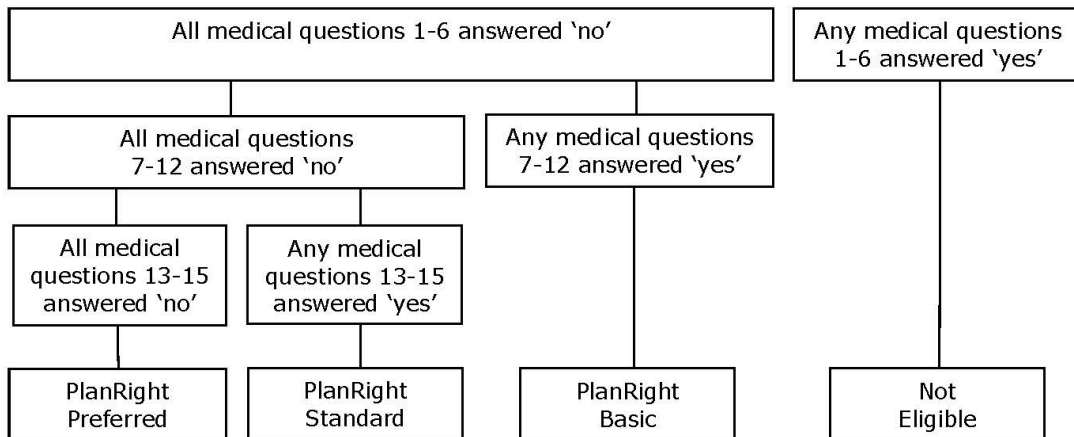 All medical questions 1-6 answered ‘no’
Any medical questions
1-6 answered ‘yes’
All medical questions
7-12 answered ‘no’
Any medical questions
7-12 answered ‘yes’
All medical
questions 13-15
answered ‘no’
Any medical
questions 13-15
answered ‘yes’
PlanRight
Preferred
PlanRight
Standard
PlanRight
Basic
Not
Eligible